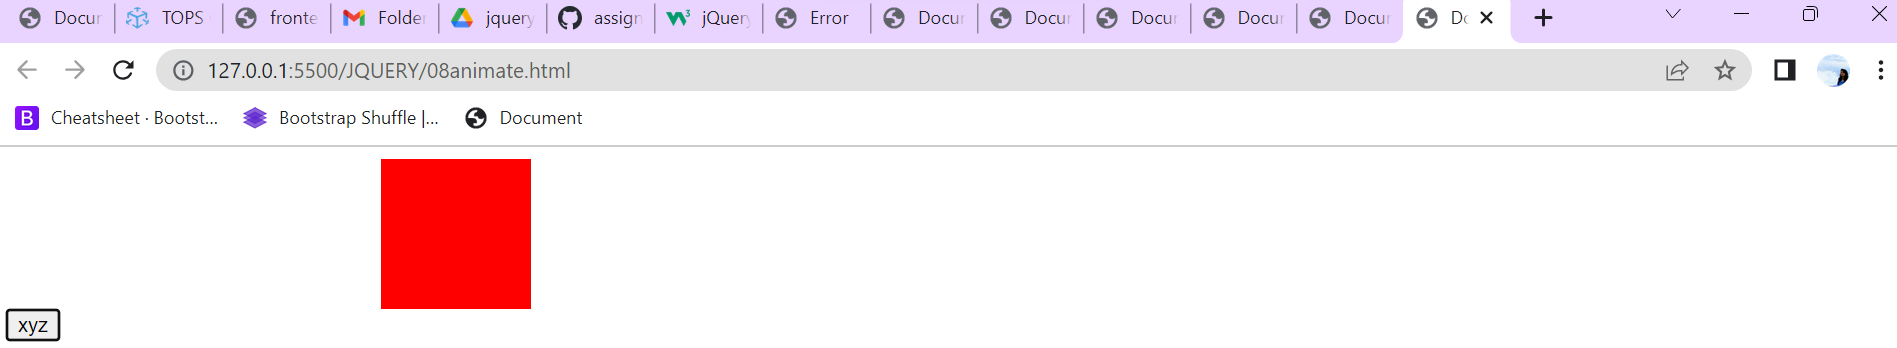 Docur TOPS fronte Folder jquery assign jQuery Error Docur Docur Docur Docur Docur Do
127.0.0.1:5500/JQUERY/08animate.html
Cheatsheet · Bootst... Bootstrap Shuffle |... Document
xyz